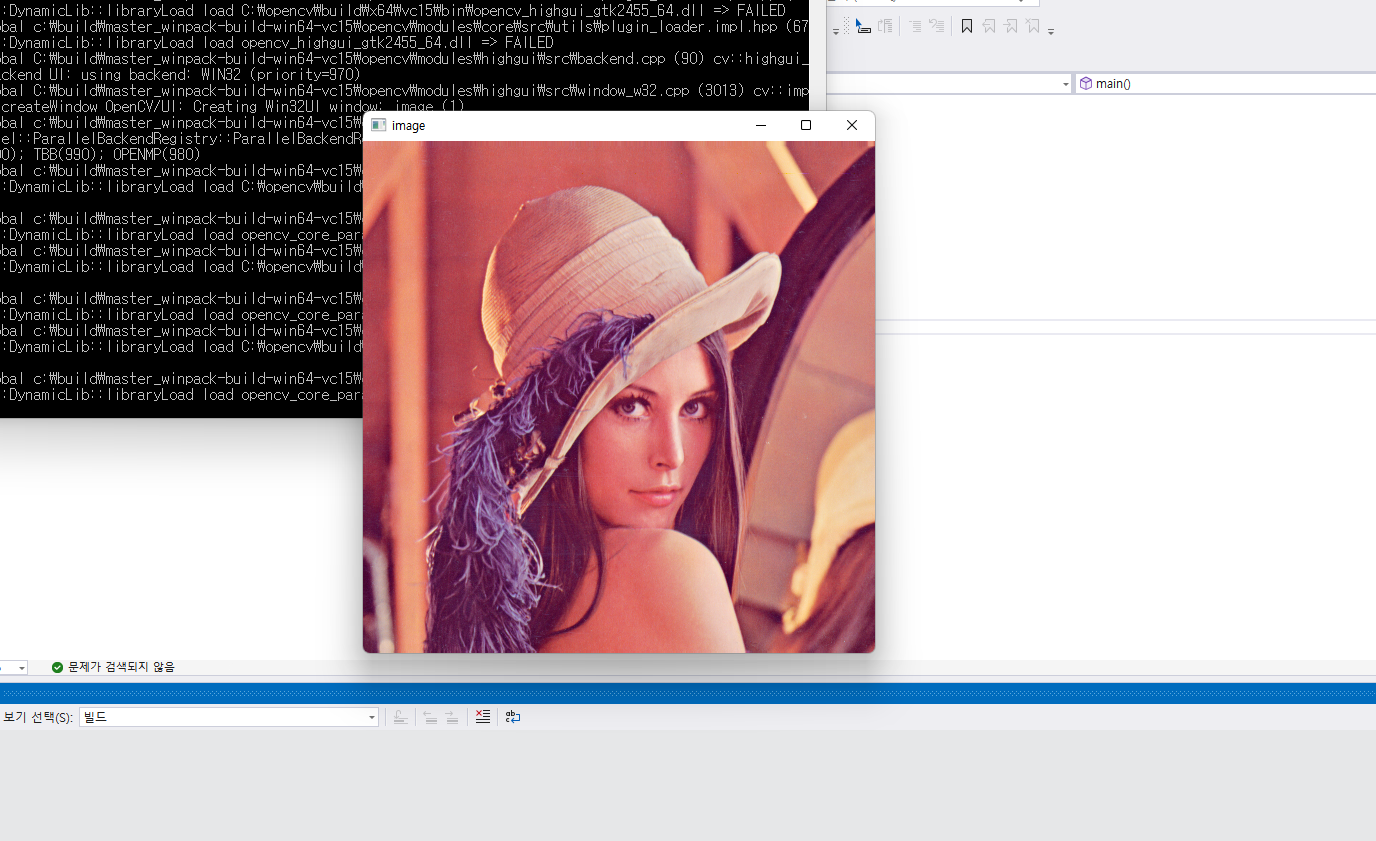 load C:₩opencv₩build₩x64₩vc15₩bin₩opencv_highgui_gtk2455_64.dll => FAILED
c:₩build₩master_winpack-build-win64-vc15₩opencv₩modules₩core₩src₩utils₩plugin_loader.impl.hpp (67
:DynamicLib::libraryLoad load opencv_highgui_gtk2455_64.dll => FAILED
obal C:₩build₩master_winpack-build-win64-vc15₩opencv₩modules₩highgui₩src₩backend.cpp (90) cv::highgui_
ackend UI: using backend: WIN32 (priority=970)
obal C:₩build₩master_winpack-build-win64-vc15₩opencv₩modules₩highgui₩src₩window_w32.cpp (3013) cv::imp
createWindow OpenCV/UI: Creating Win32UI window: image (1)
main()
obal c:₩build₩master_winpack-build-win64-vc15₩
image
el::ParallelBackendRegistry::ParallelBackendR
0); TBB(990); OPENMP(980)
obal c:₩build₩master_winpack-build-win64-vc15₩
:DynamicLib::libraryLoad load C:₩opencv₩build₩
obal c:₩build₩master_winpack-build-win64-vc15₩
:DynamicLib::libraryLoad load opencv_core_par
obal c:₩build₩master_winpack-build-win64-vc15₩
:DynamicLib::libraryLoad load C:₩opencv₩build₩
obal c:₩build₩master_winpack-build-win64-vc15₩
:DynamicLib::libraryLoad load opencv_core_par
obal c:₩build₩master_winpack-build-win64-vc15₩
:DynamicLib::libraryLoad load C:₩opencv₩build₩
obal c:₩build₩master_winpack-build-win64-vc15₩
:DynamicLib::libraryLoad load opencv_core_par
문제가 검색되지 않음
보기 선택(S): 빌드